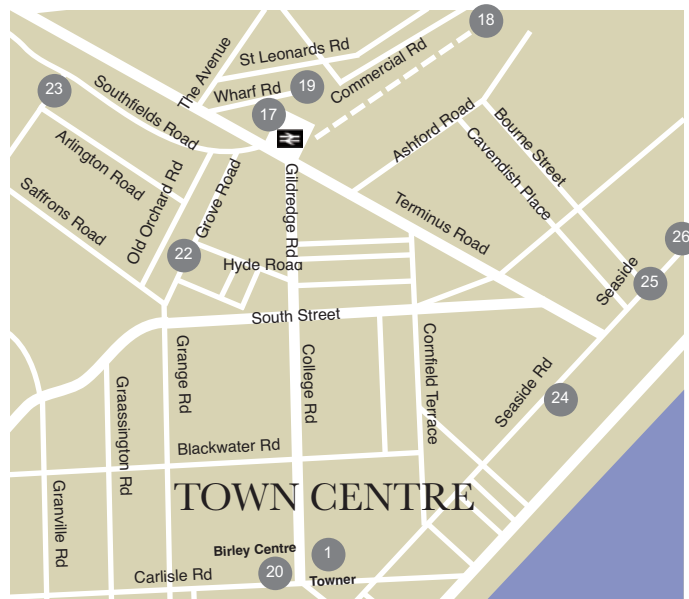 18
St Leonards Rd
The Avenue
Commercial Rd
19
Wharf Rd
23
Southfields Road
17
Ashford Road
Bourne Street
Cavendish Place
Arlington Road
Saffrons Road
Old Orchard Rd
Grove Road
Gildredge Rd
Terminus Road
26
22
Hyde Road
Seaside
25
South Street
Grange Rd
College Rd
Cornfield Terrace
Graassington Rd
Seaside Rd
24
Blackwater Rd
Granville Rd
TOWN CENTRE
Birley Centre
1
20
Towner
Carlisle Rd